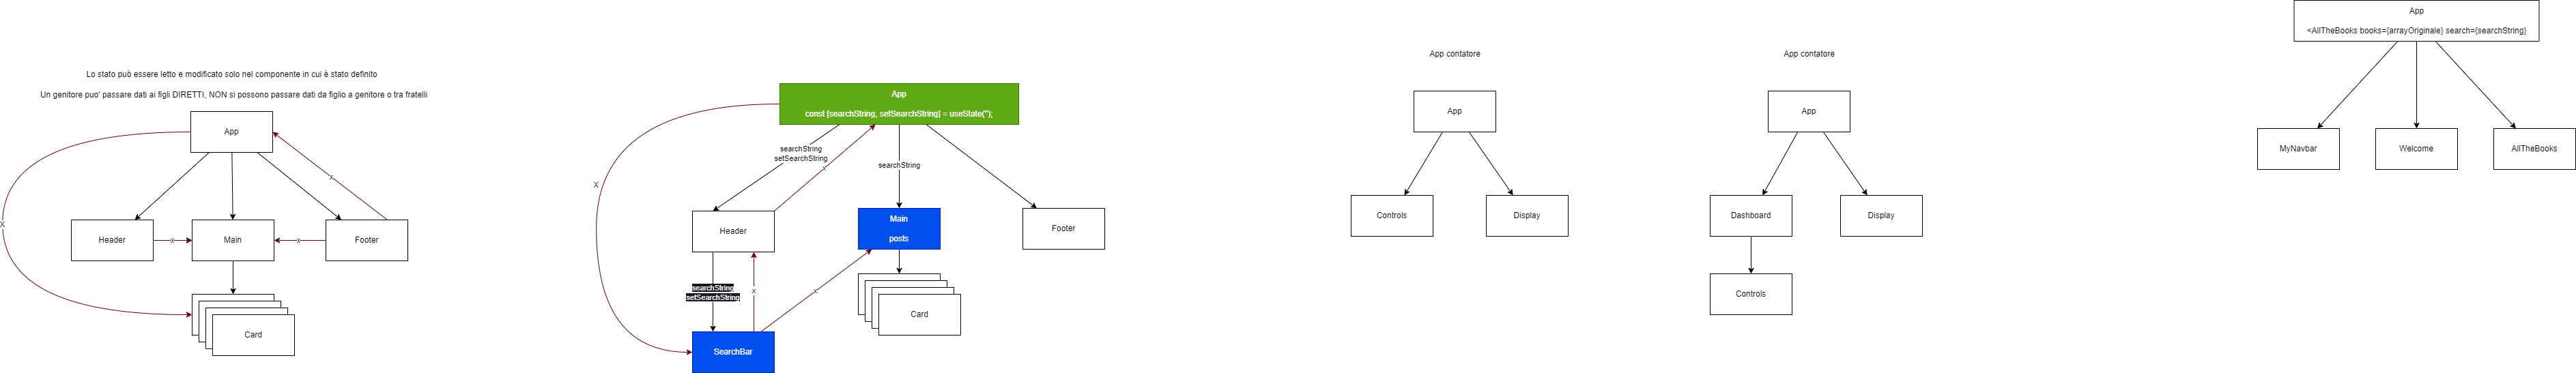 Lo stato può essere letto e modificato solo nel componente in cui è stato definito
Un genitore puo' passare dati ai figli DIRETTI, NON si possono passare dati da figlio a genitore o tra fratelli
App
x
X
Header
x
Main
x
Footer
Card
App
const [searchString, setSearchString] = useState('');
searchString
setSearchString
x
searchString
X
Header
Main
posts
Footer
searchString
setSearchString
x
x
Card
SearchBar
App contatore
App
Controls
Display
App contatore
App
Dashboard
Display
Controls
App
<AllTheBooks books={arrayOriginale} search={searchString}
MyNavbar
Welcome
AllTheBooks